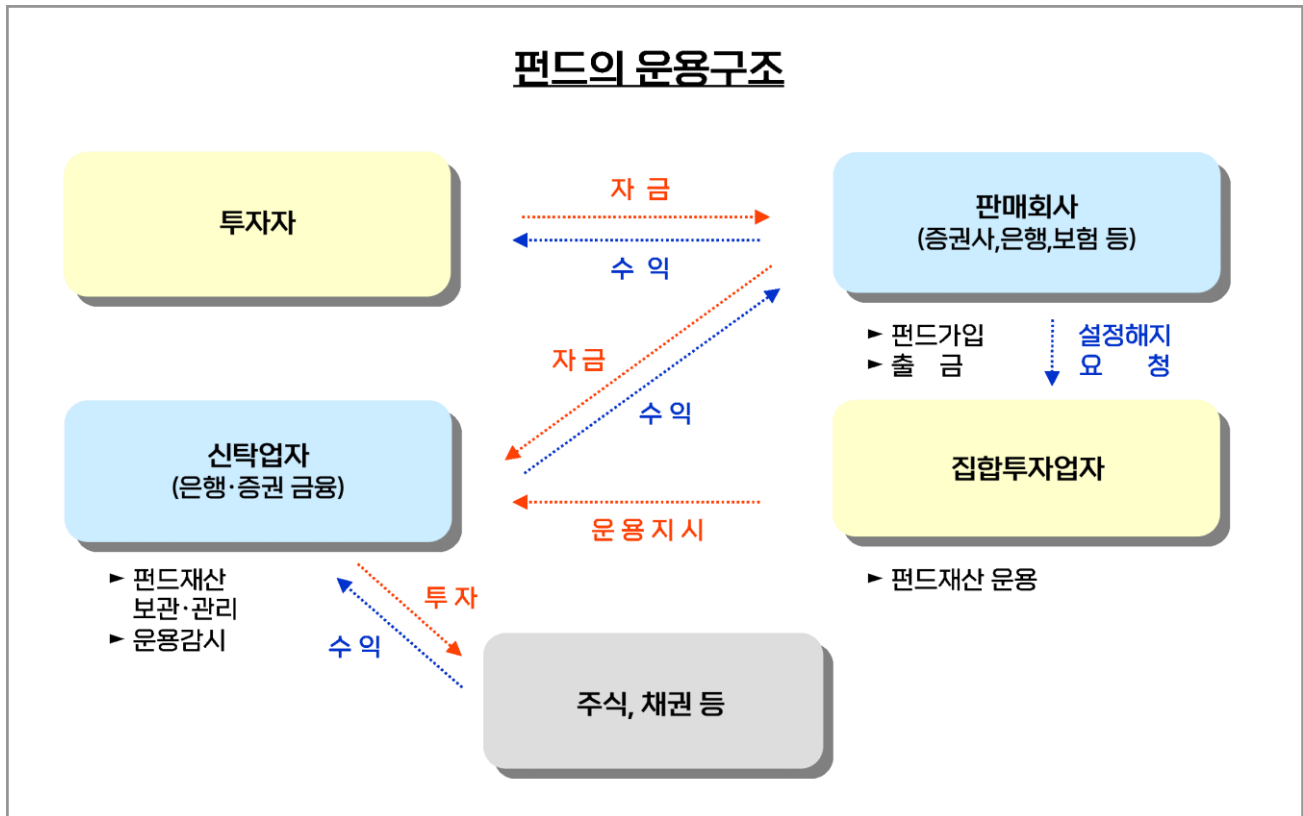 펀드의 운용구조
투자자
자 금
수 익
판매회사
(증권사,은행,보험 등)
► 펀드가입
► 출 금
설정해지
요 청
자 금
수 익
신탁업자
(은행·증권 금융)
집합투자업자
운 용 지 시
► 펀드재산
보관·관리
► 운용감시
► 펀드재산 운용
투 자
수 익
주식, 채권 등